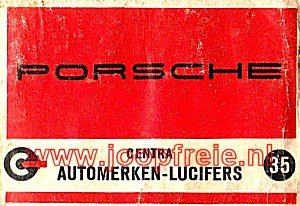 PORSCHE
CENTRA
www.joopfreie.nl
AUTOMERKEN-LUCIFERS
35